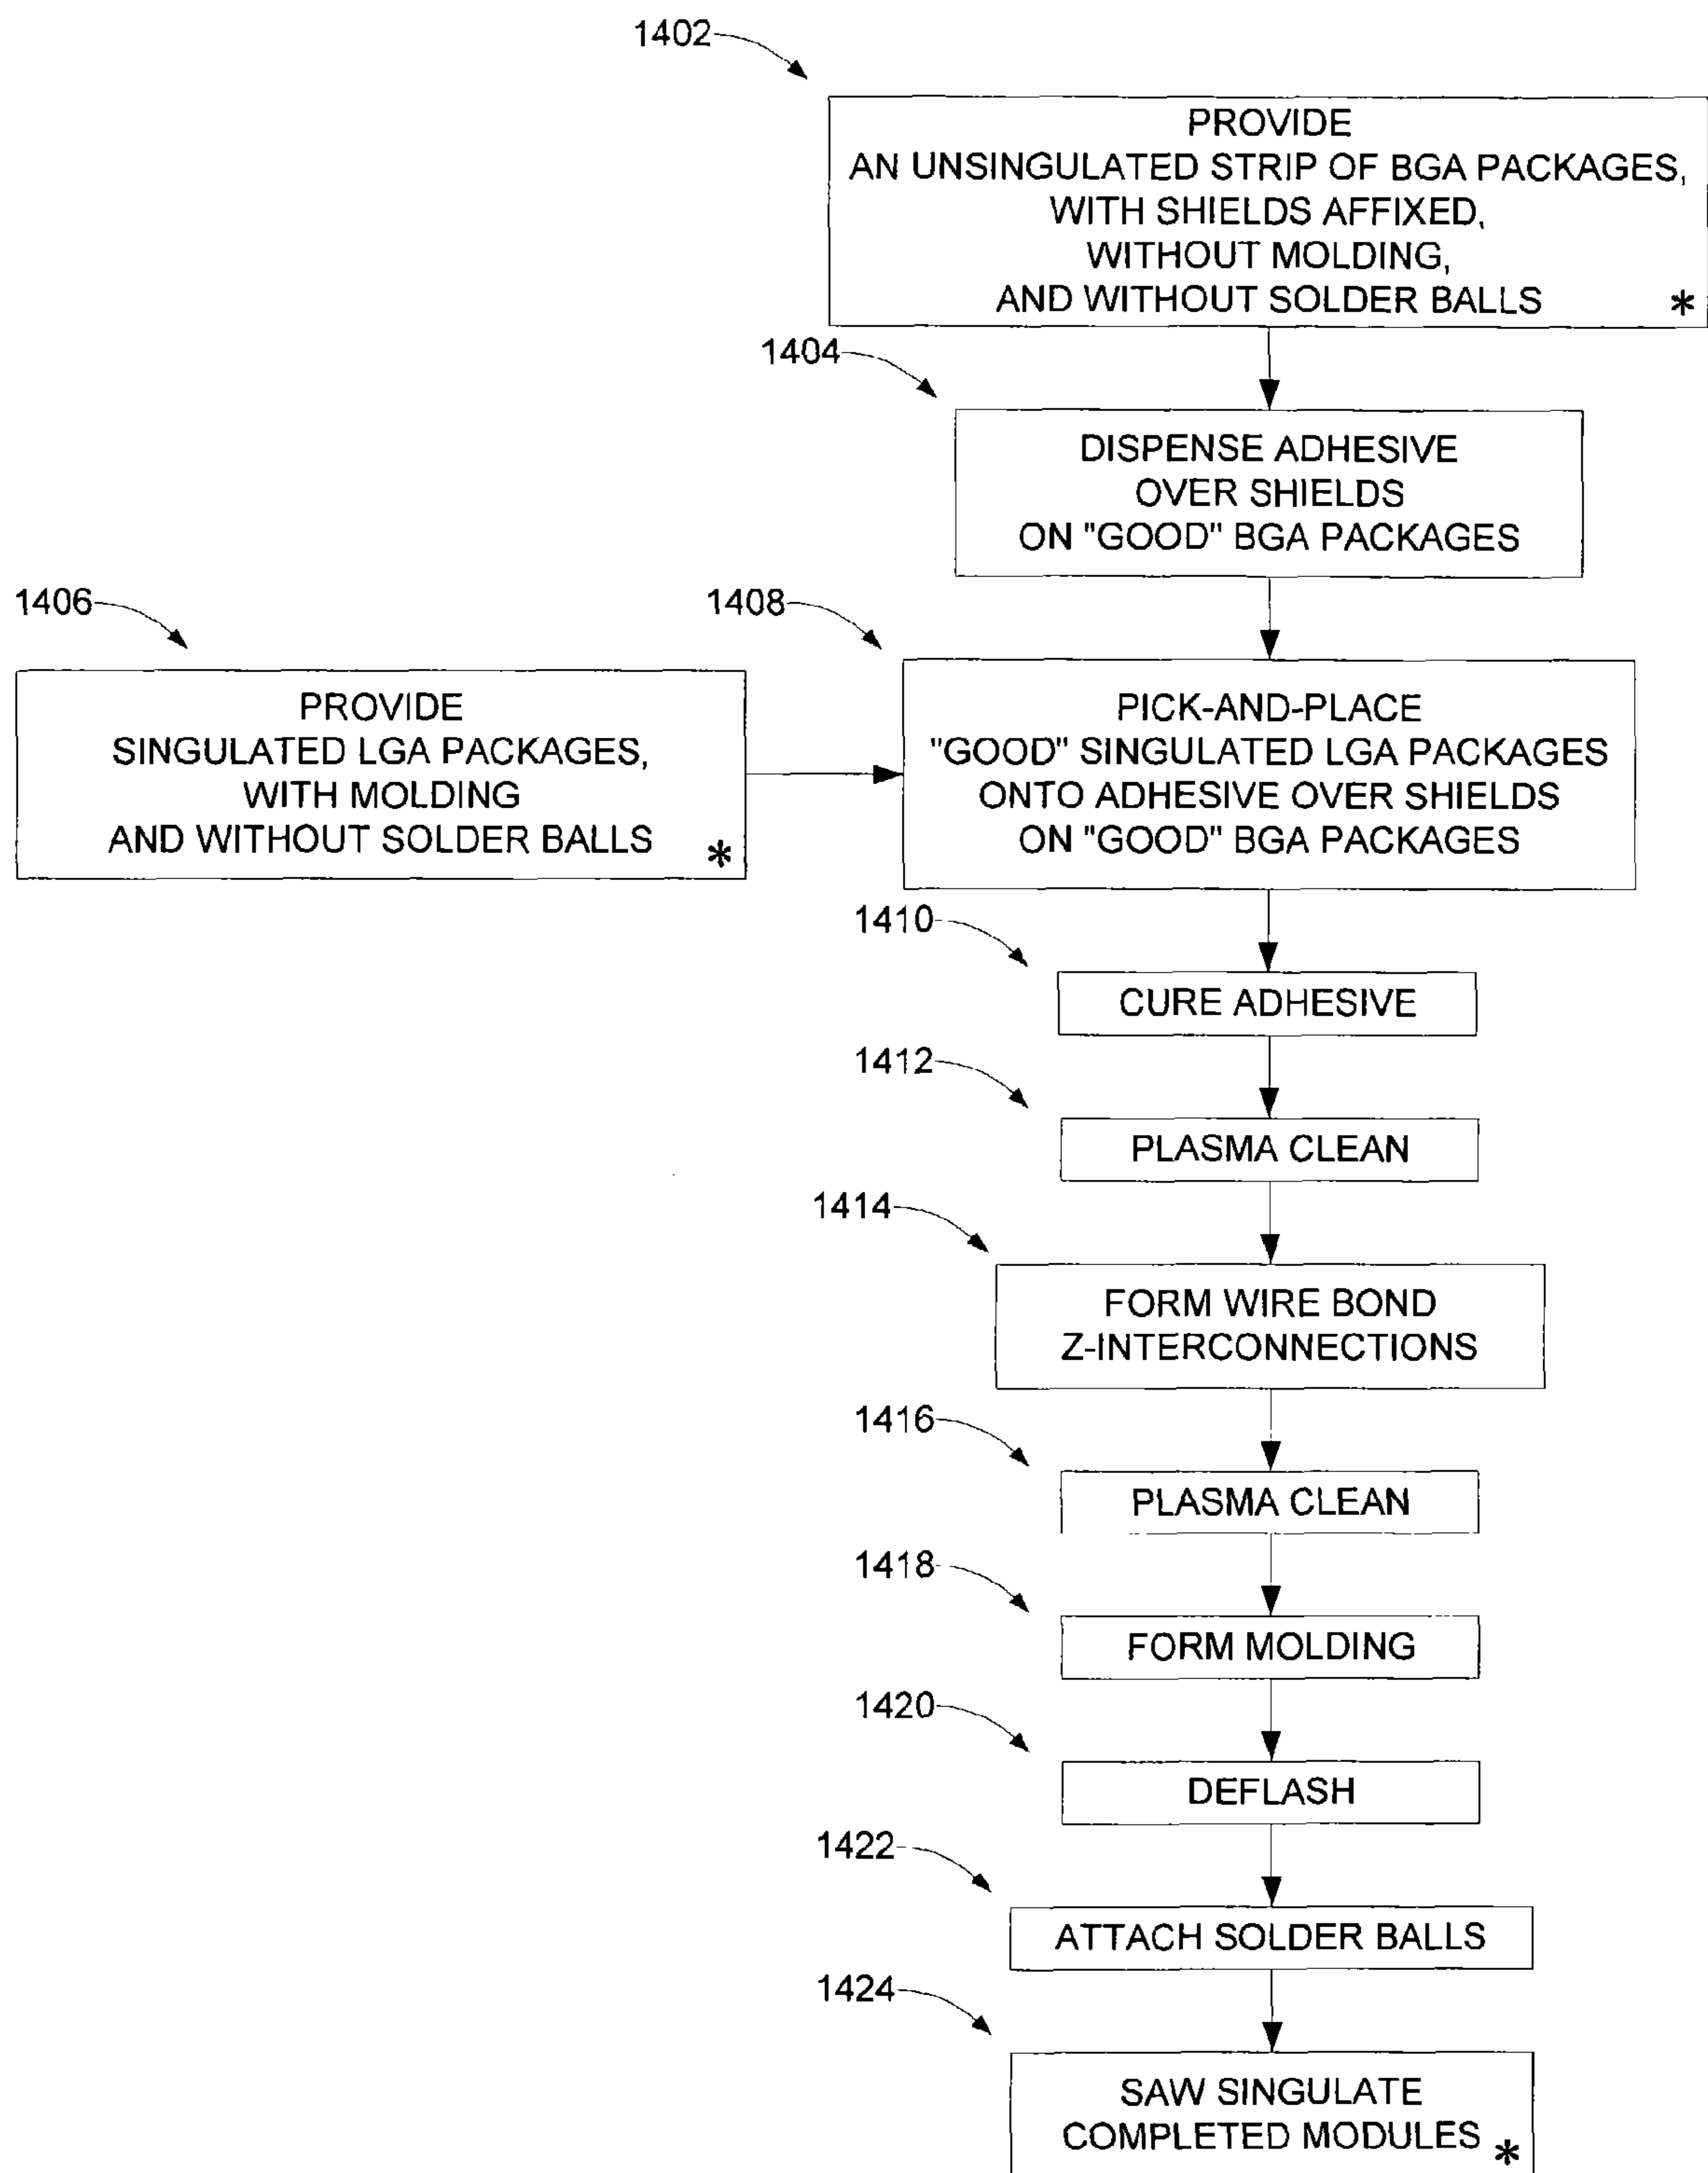 1402
PROVIDE
AN UNSINGULATED STRIP OF BGA PACKAGES,
WITH SHIELDS AFFIXED,
WITHOUT MOLDING,
AND WITHOUT SOLDER BALLS *
1404
DISPENSE ADHESIVE
OVER SHIELDS
ON "GOOD" BGA PACKAGES
1406
PROVIDE
SINGULATED LGA PACKAGES,
WITH MOLDING
AND WITHOUT SOLDER BALLS *
1408
PICK-AND-PLACE
"GOOD" SINGULATED LGA PACKAGES
ONTO ADHESIVE OVER SHIELDS
ON "GOOD" BGA PACKAGES
1410
CURE ADHESIVE
1412
PLASMA CLEAN
1414
FORM WIRE BOND
Z-INTERCONNECTIONS
1416
PLASMA CLEAN
1418
FORM MOLDING
1420
DEFLASH
1422
ATTACH SOLDER BALLS
1424
SAW SINGULATE
COMPLETED MODULES *